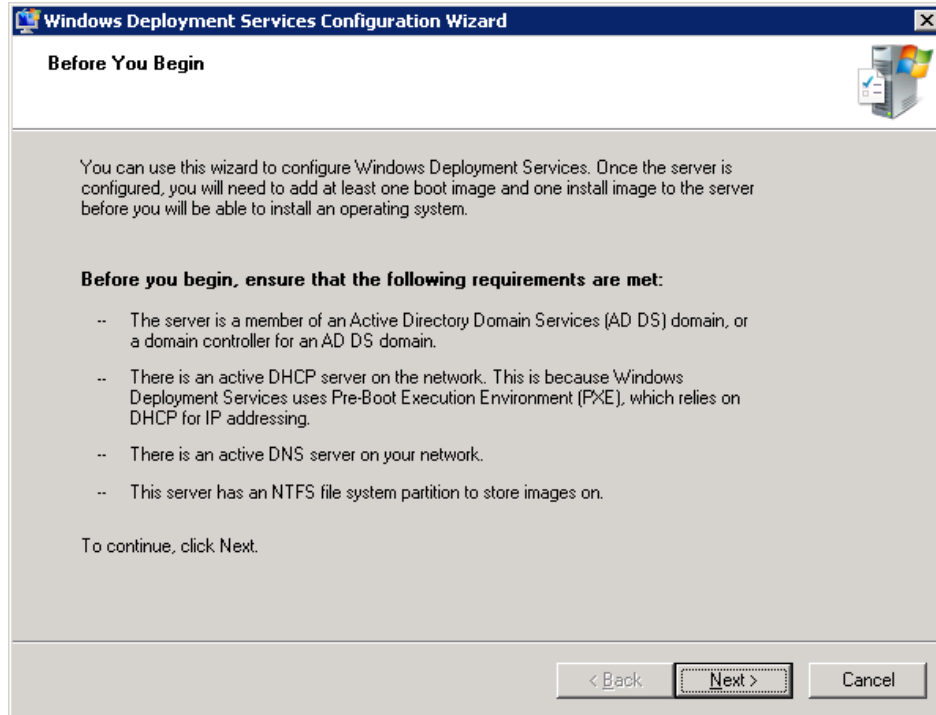 Windows Deployment Services Configuration Wizard
Before You Begin
You can use this wizard to configure Windows Deployment Services. Once the server is
configured, you will need to add at least one boot image and one install image to the server
before you will be able to install an operating system.
Before you begin, ensure that the following requirements are met:
-- The server is a member of an Active Directory Domain Services (AD DS) domain, or
a domain controller for an AD DS domain.
-- There is an active DHCP server on the network. This is because Windows
Deployment Services uses Pre-Boot Execution Environment (PXE), which relies on
DHCP for IP addressing.
-- There is an active DNS server on your network.
-- This server has an NTFS file system partition to store images on.
To continue, click Next.
< Back Next > Cancel